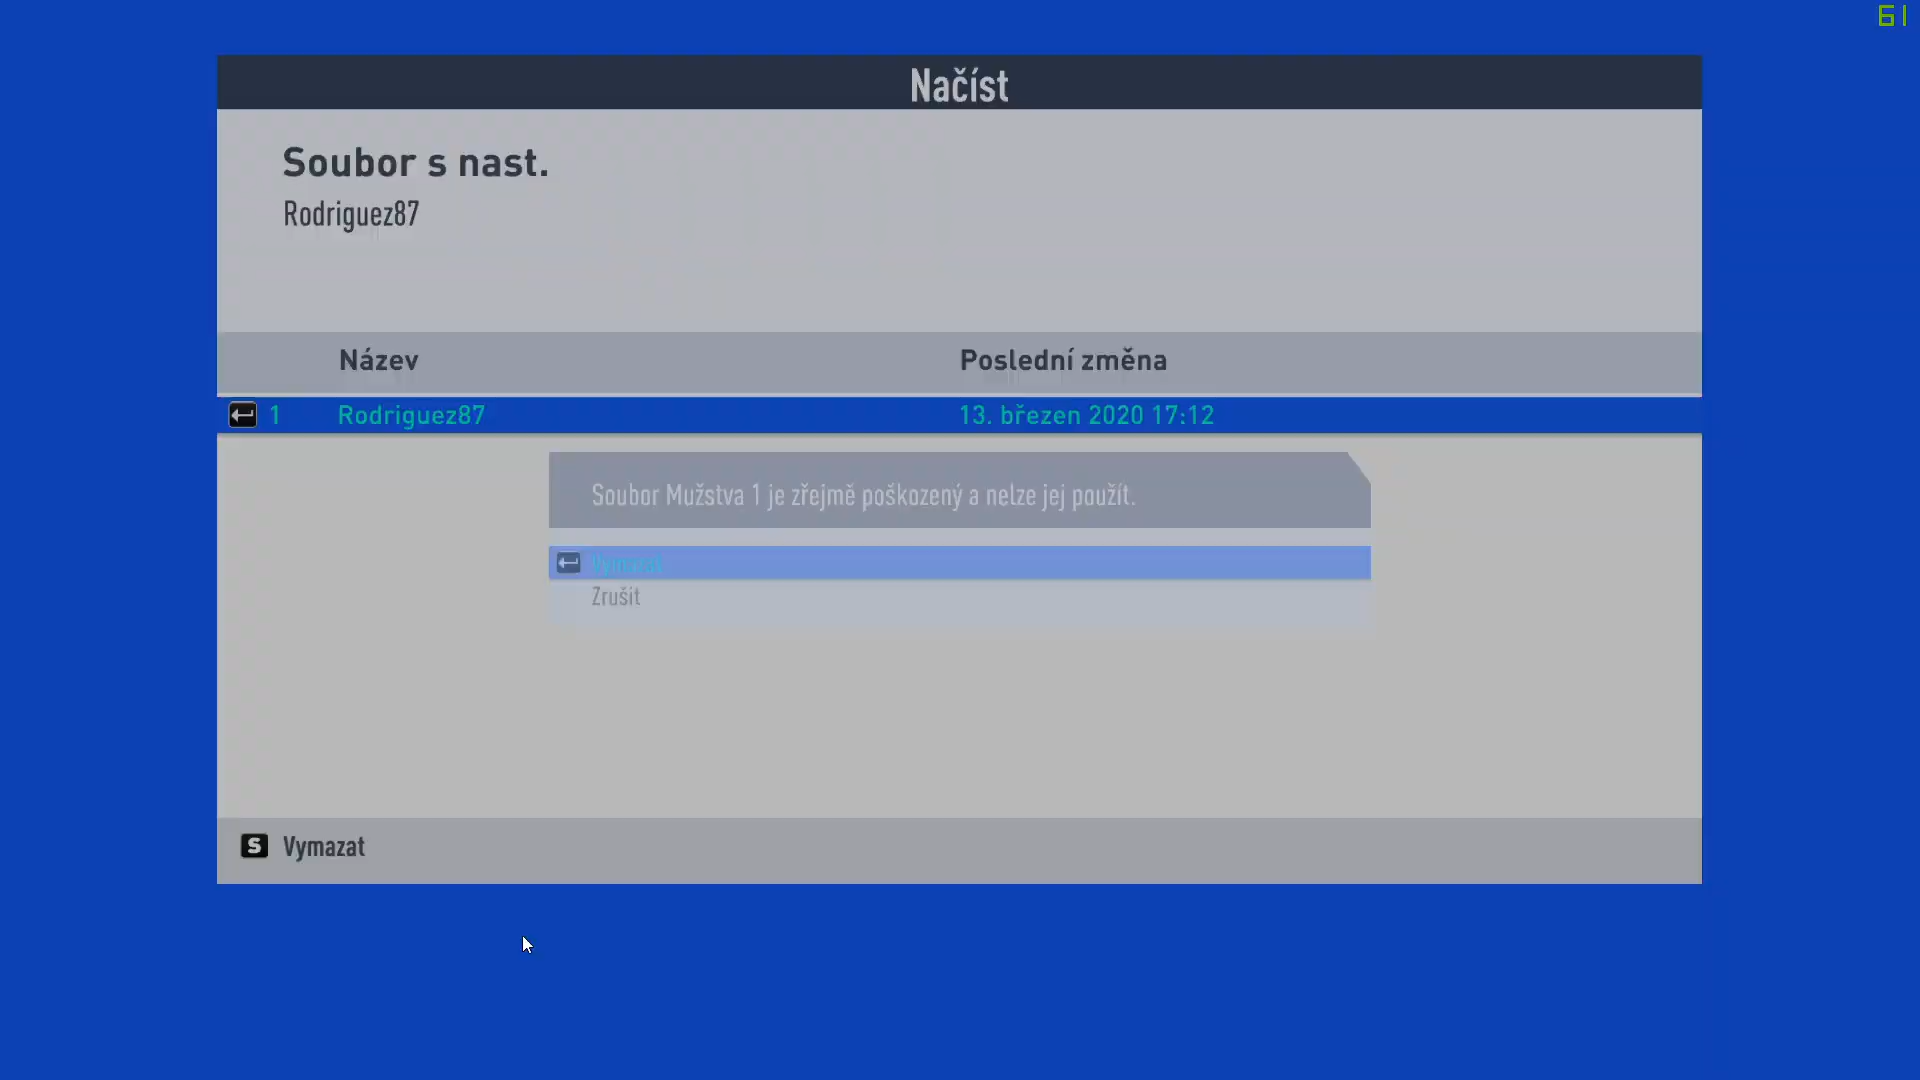 61
Načíst
Soubor s nast.
Rodriguez87
Název Poslední změna
1 Rodriguez87 13. březen 2020 17:12
Soubor Mužstva 1 je zřejmě poškozený a nelze jej použít.
Vymazat
Zrušit
S Vymazat